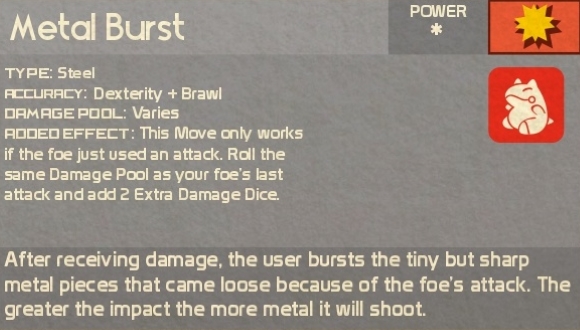 Metal Burst
POWER
*
TYPE: Steel
ACCURACY: Dexterity + Brawl
DAMAGE POOL: Varies
ADDED EFFECT: This Move only works
if the foe just used an attack. Roll the
same Damage Pool as your foe's last
attack and add 2 Extra Damage Dice.
After receiving damage, the user bursts the tiny but sharp
metal pieces that came loose because of the foe's attack. The
greater the impact the more metal it will shoot.